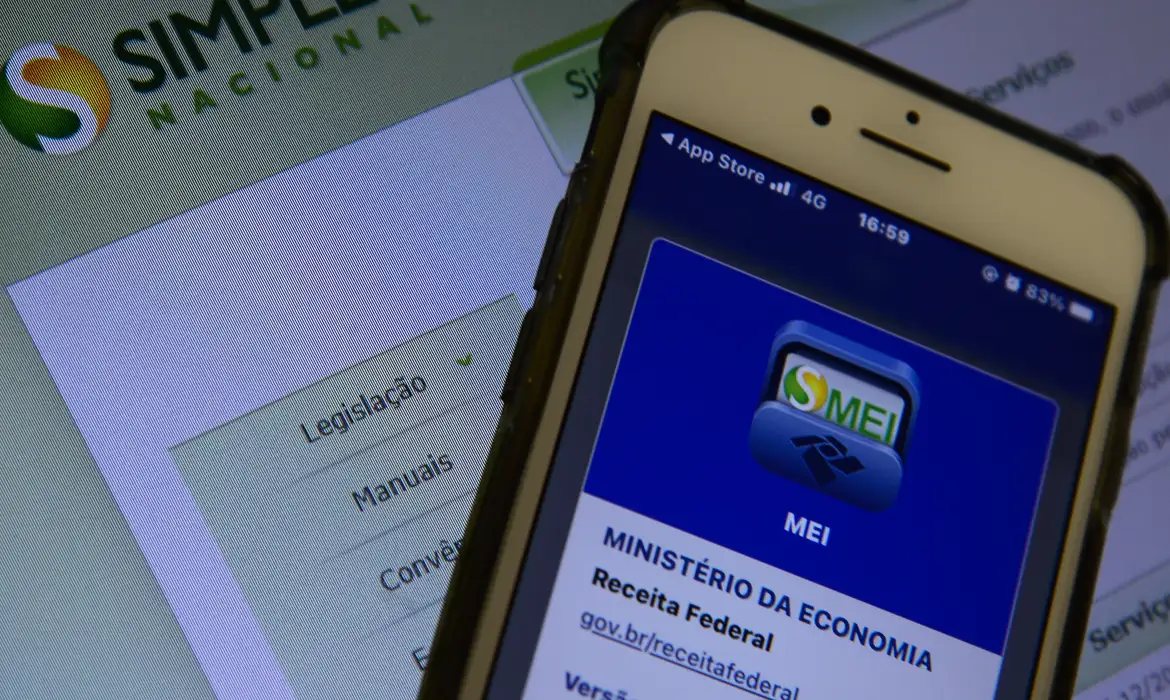 SIMPLE
NACIONAL
Serviços
Legislação
Manuais
App Store 4G 16:59 83%
S MEI
MEI
MINISTÉRIO DA ECONOMIA
Receita Federal
gov.br/receitafederal